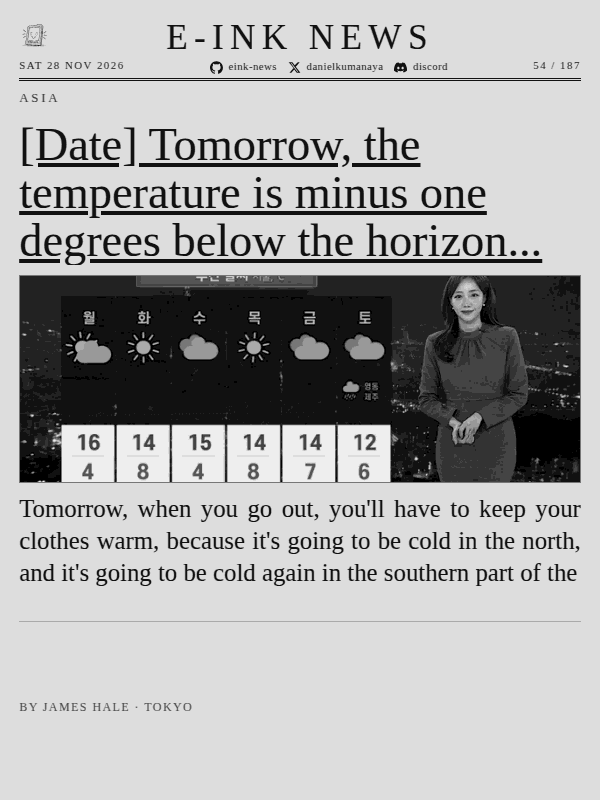 E-INK NEWS
SAT 28 NOV 2026
eink-news danielkumanaya discord
54 / 187
ASIA
[Date] Tomorrow, the
temperature is minus one
degrees below the horizon...
월 화 수 목 금 토
영동
제주
16 14 15 14 14 12
4 8 4 8 7 6
Tomorrow, when you go out, you'll have to keep your
clothes warm, because it's going to be cold in the north,
and it's going to be cold again in the southern part of the
BY JAMES HALE · TOKYO